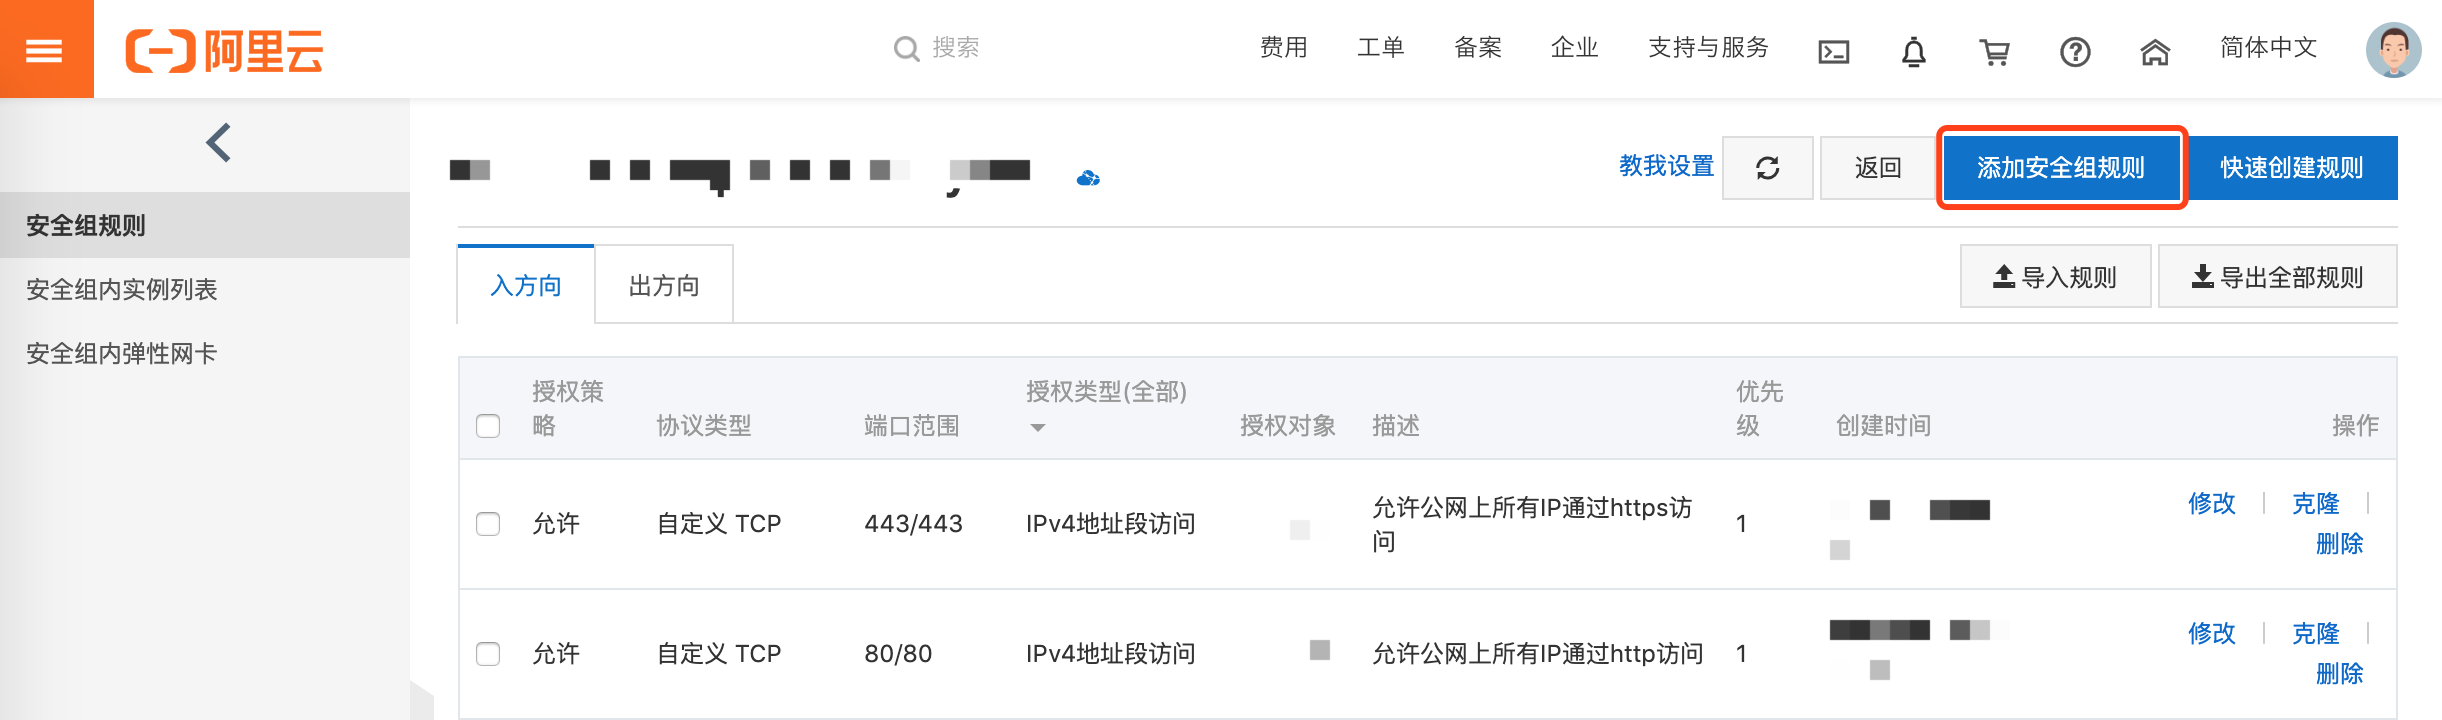 阿里云
搜索
费用 工单 备案 企业 支持与服务 简体中文
教我设置 返回 添加安全组规则 快速创建规则
安全组规则
安全组内实例列表
安全组内弹性网卡
入方向 出方向
导入规则 导出全部规则
授权策略 协议类型 端口范围 授权类型(全部) 授权对象 描述 优先级 创建时间 操作
允许 自定义 TCP 443/443 IPv4地址段访问 允许公网上所有IP通过https访问 1 修改 克隆 删除
允许 自定义 TCP 80/80 IPv4地址段访问 允许公网上所有IP通过http访问 1 修改 克隆 删除